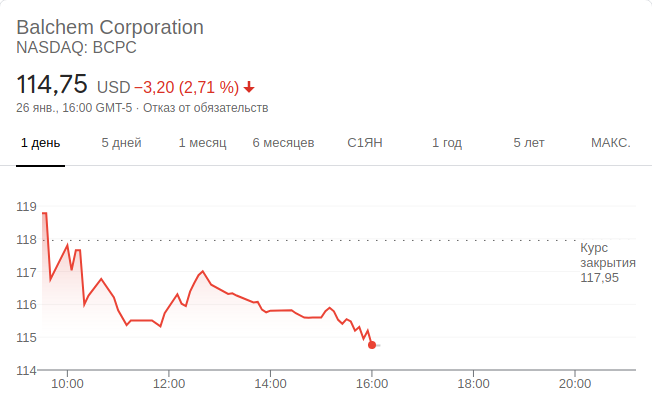 Balchem Corporation
NASDAQ: BCPC
114,75 USD −3,20 (2,71 %)
26 янв., 16:00 GMT-5 · Отказ от обязательств
1 день 5 дней 1 месяц 6 месяцев С1ЯН 1 год 5 лет МАКС.
119
118
Курс
закрытия
117,95
117
116
115
114
10:00 12:00 14:00 16:00 18:00 20:00